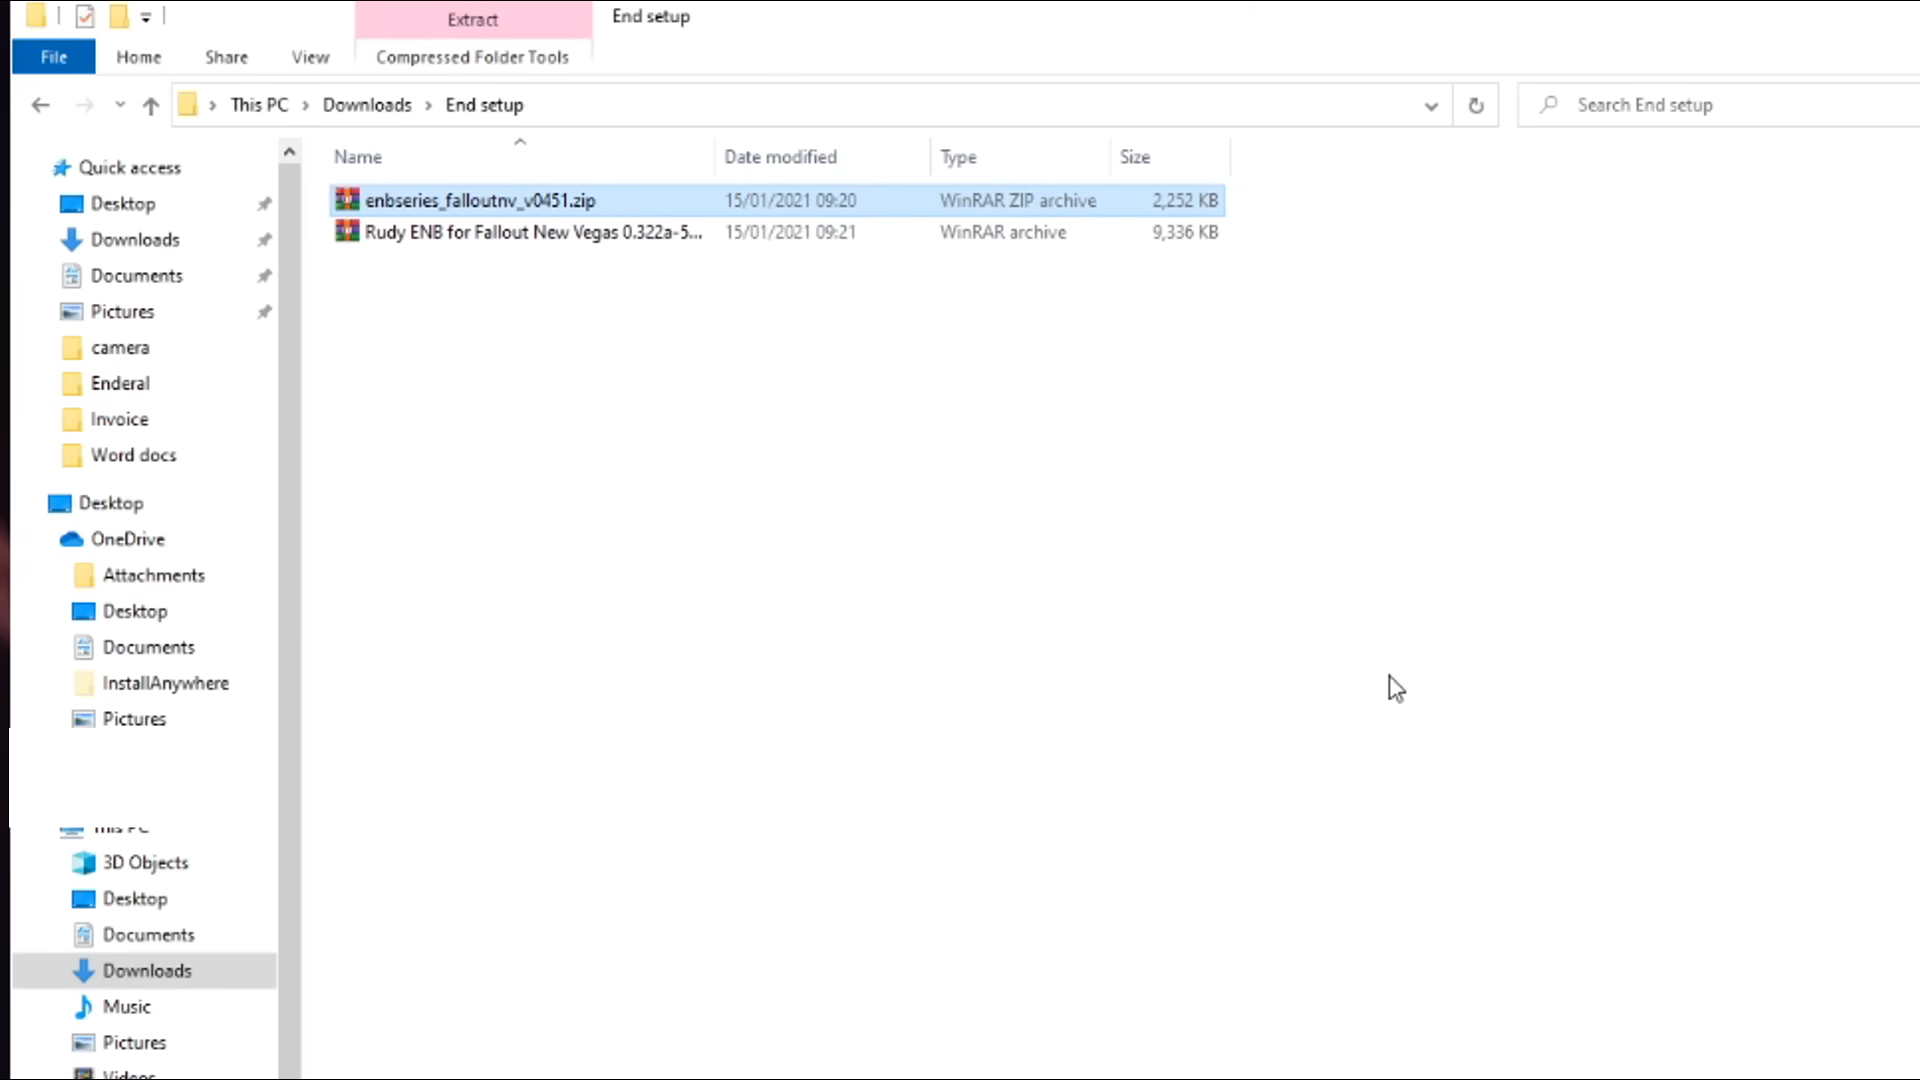 Extract
End setup
File
Home
Share
View
Compressed Folder Tools
This PC
Downloads
End setup
Search End setup
Name
Date modified
Type
Size
enbseries_falloutnv_v0451.zip
15/01/2021 09:20
WinRAR ZIP archive
2,252 KB
Rudy ENB for Fallout New Vegas 0.322a-5...
15/01/2021 09:21
WinRAR archive
9,336 KB
Quick access
Desktop
Downloads
Documents
Pictures
camera
Enderal
Invoice
Word docs
Desktop
OneDrive
Attachments
Desktop
Documents
InstallAnywhere
Pictures
This PC
3D Objects
Desktop
Documents
Downloads
Music
Pictures
Videos